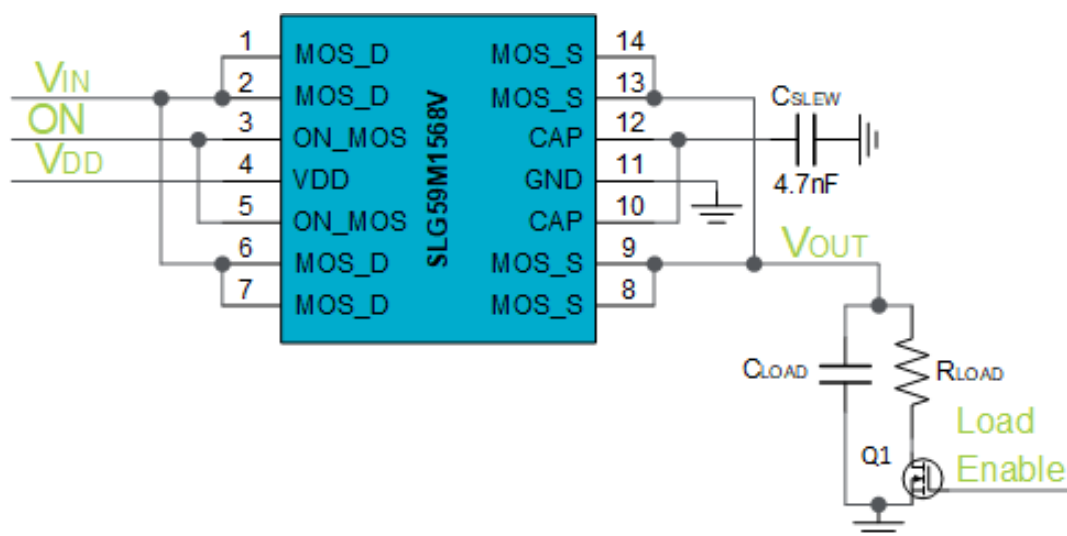 1 MOS_D MOS_S 14
VIN 2 MOS_D MOS_S 13 CSLEW
ON 3 ON_MOS CAP 12
VDD 4 VDD GND 11 4.7nF
5 ON_MOS CAP 10
6 MOS_D MOS_S 9 VOUT
7 MOS_D MOS_S 8
SLG59M1568V
CLOAD RLOAD
Load
Q1 Enable